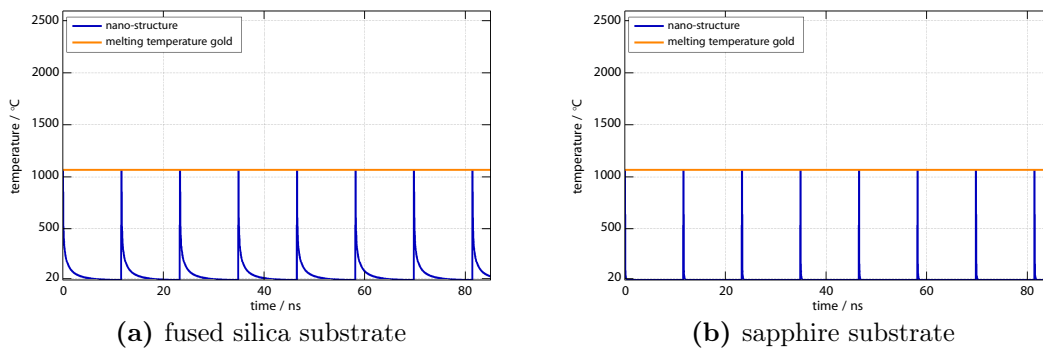 2500
2000
1500
1000
500
20
temperature / °C
nano-structure
melting temperature gold
0 20 40 60 80
time / ns
(a) fused silica substrate
2500
2000
1500
1000
500
20
temperature / °C
nano-structure
melting temperature gold
0 20 40 60 80
time / ns
(b) sapphire substrate